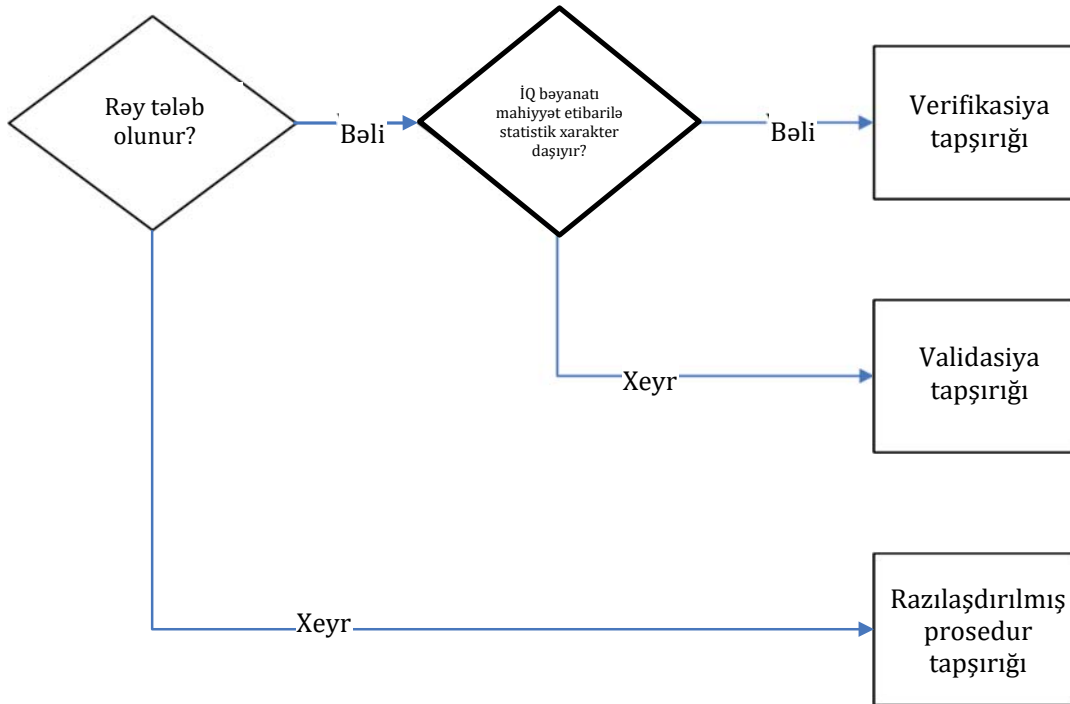 Rəy tələb
olunur?
Bəli
İQ bəyanatı
mahiyyət etibarilə
statistik xarakter
daşıyır?
Bəli
Verifikasiya
tapşırığı
Xeyr
Validasiya
tapşırığı
Xeyr
Razılaşdırılmış
prosedur
tapşırığı